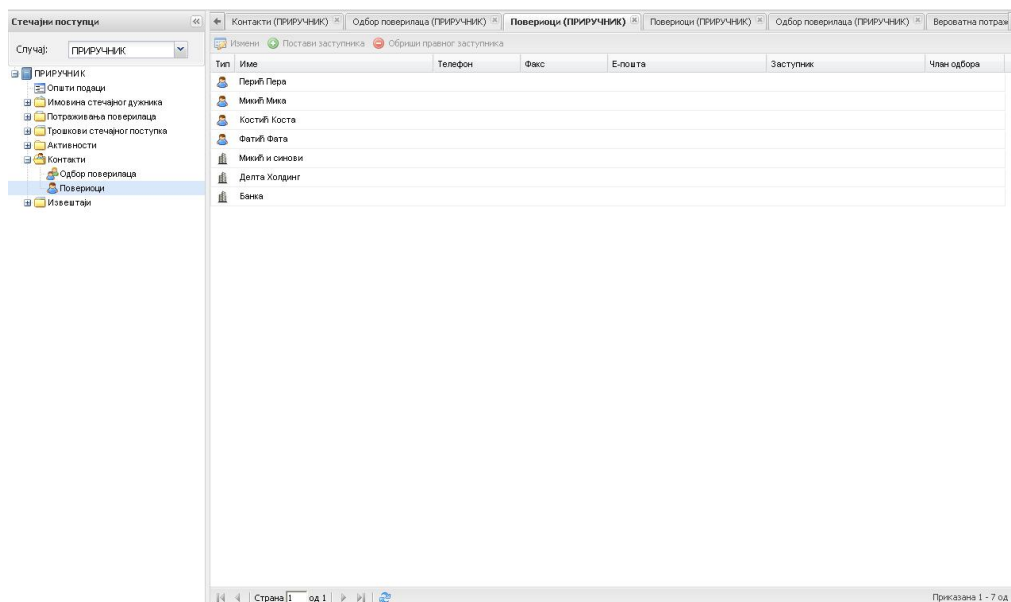 Стечајни поступци
Случај: ПРИРУЧНИК
ПРИРУЧНИК
Општи подаци
Имовина стечајног дужника
Потраживања поверилаца
Трошкови стечајног поступка
Активности
Контакти
Одбор поверилаца
Повериоци
Извештаји
Контакти (ПРИРУЧНИК) Одбор поверилаца (ПРИРУЧНИК) Повериоци (ПРИРУЧНИК) Повериоци (ПРИРУЧНИК) Одбор поверилаца (ПРИРУЧНИК) Вероватна потраж
Измени Постави заступника Обриши правног заступника
Тип Име Телефон Факс Е-пошта Заступник Члан одбора
Перић Пера
Микић Мика
Костић Коста
Фатић Фата
Микић и синови
Делта Холдинг
Банка
Страна 1 од 1 Приказана 1 - 7 од